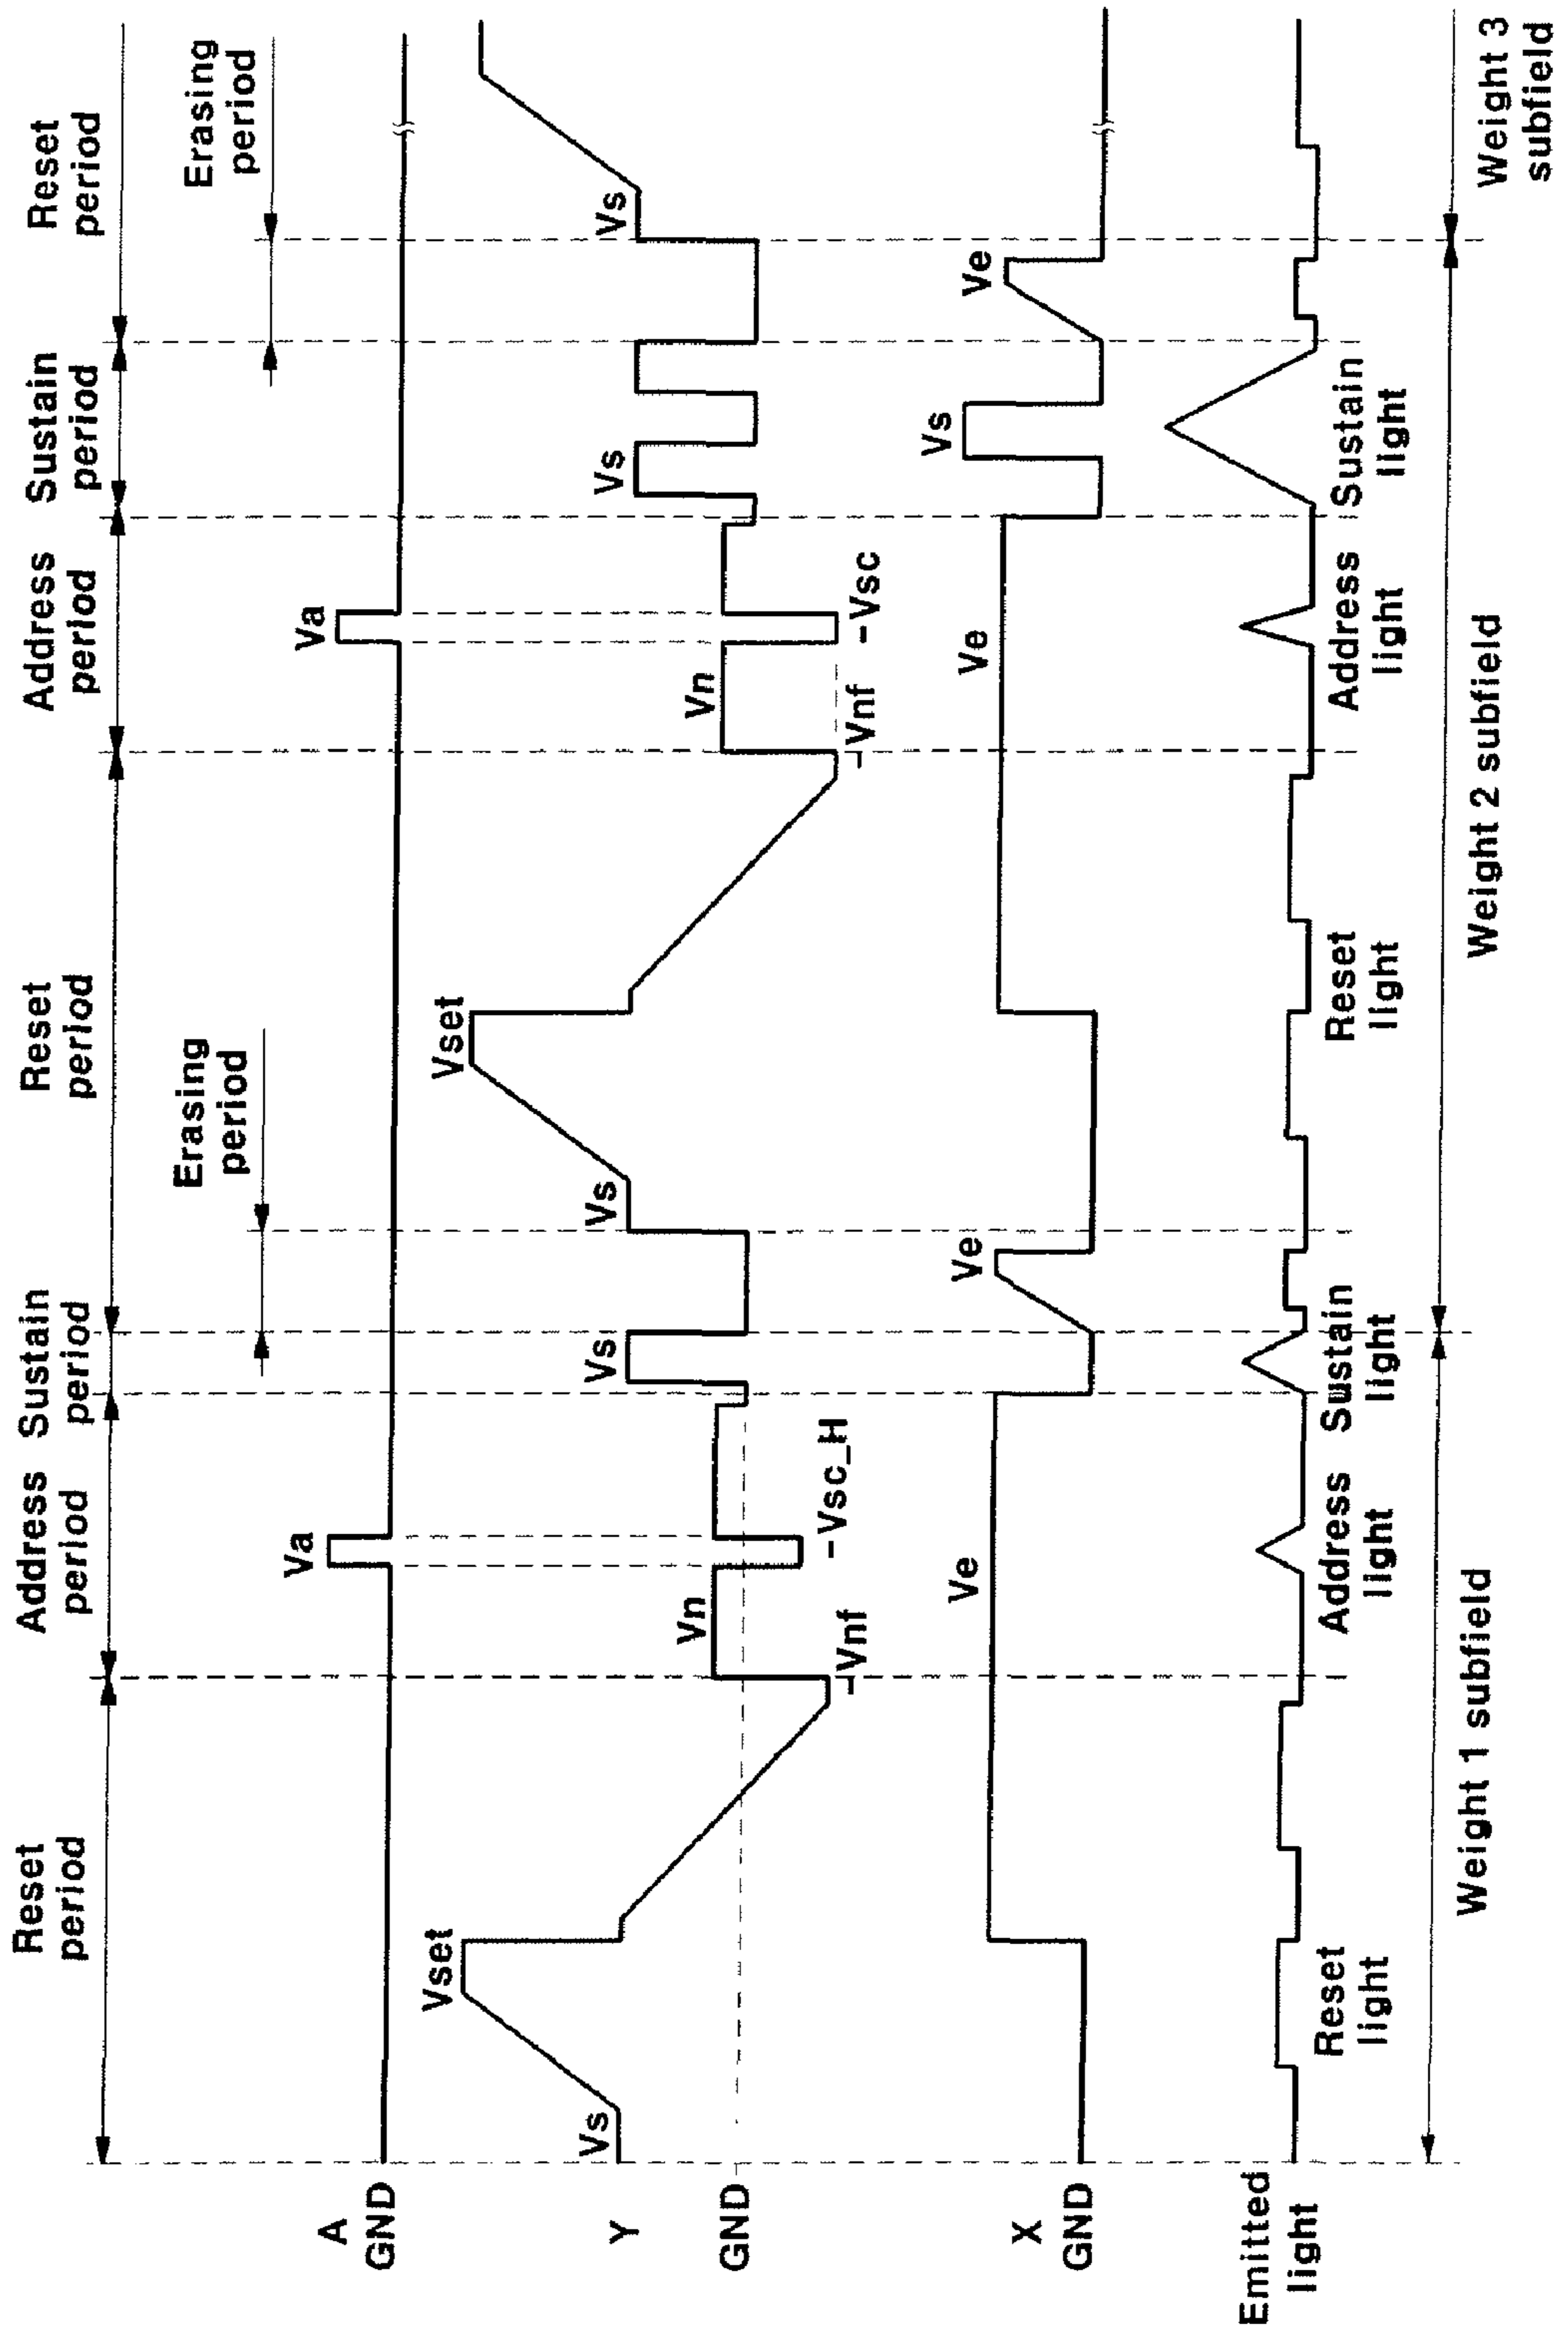 Reset
period
Address
period
Sustain
period
Reset
period
Address
period
Sustain
period
Reset
period
Erasing
period
Erasing
period
A
GND
Va
Va
Y
GND
Vs
Vset
-Vnf
Vn
-Vsc_H
Vs
Vs
Vset
-Vnf
Vn
-Vsc
Vs
Vs
X
GND
Ve
Ve
Ve
Vs
Ve
Emitted
light
Reset
light
Address
light
Sustain
light
Reset
light
Address
light
Sustain
light
Weight 1 subfield
Weight 2 subfield
Weight 3
subfield